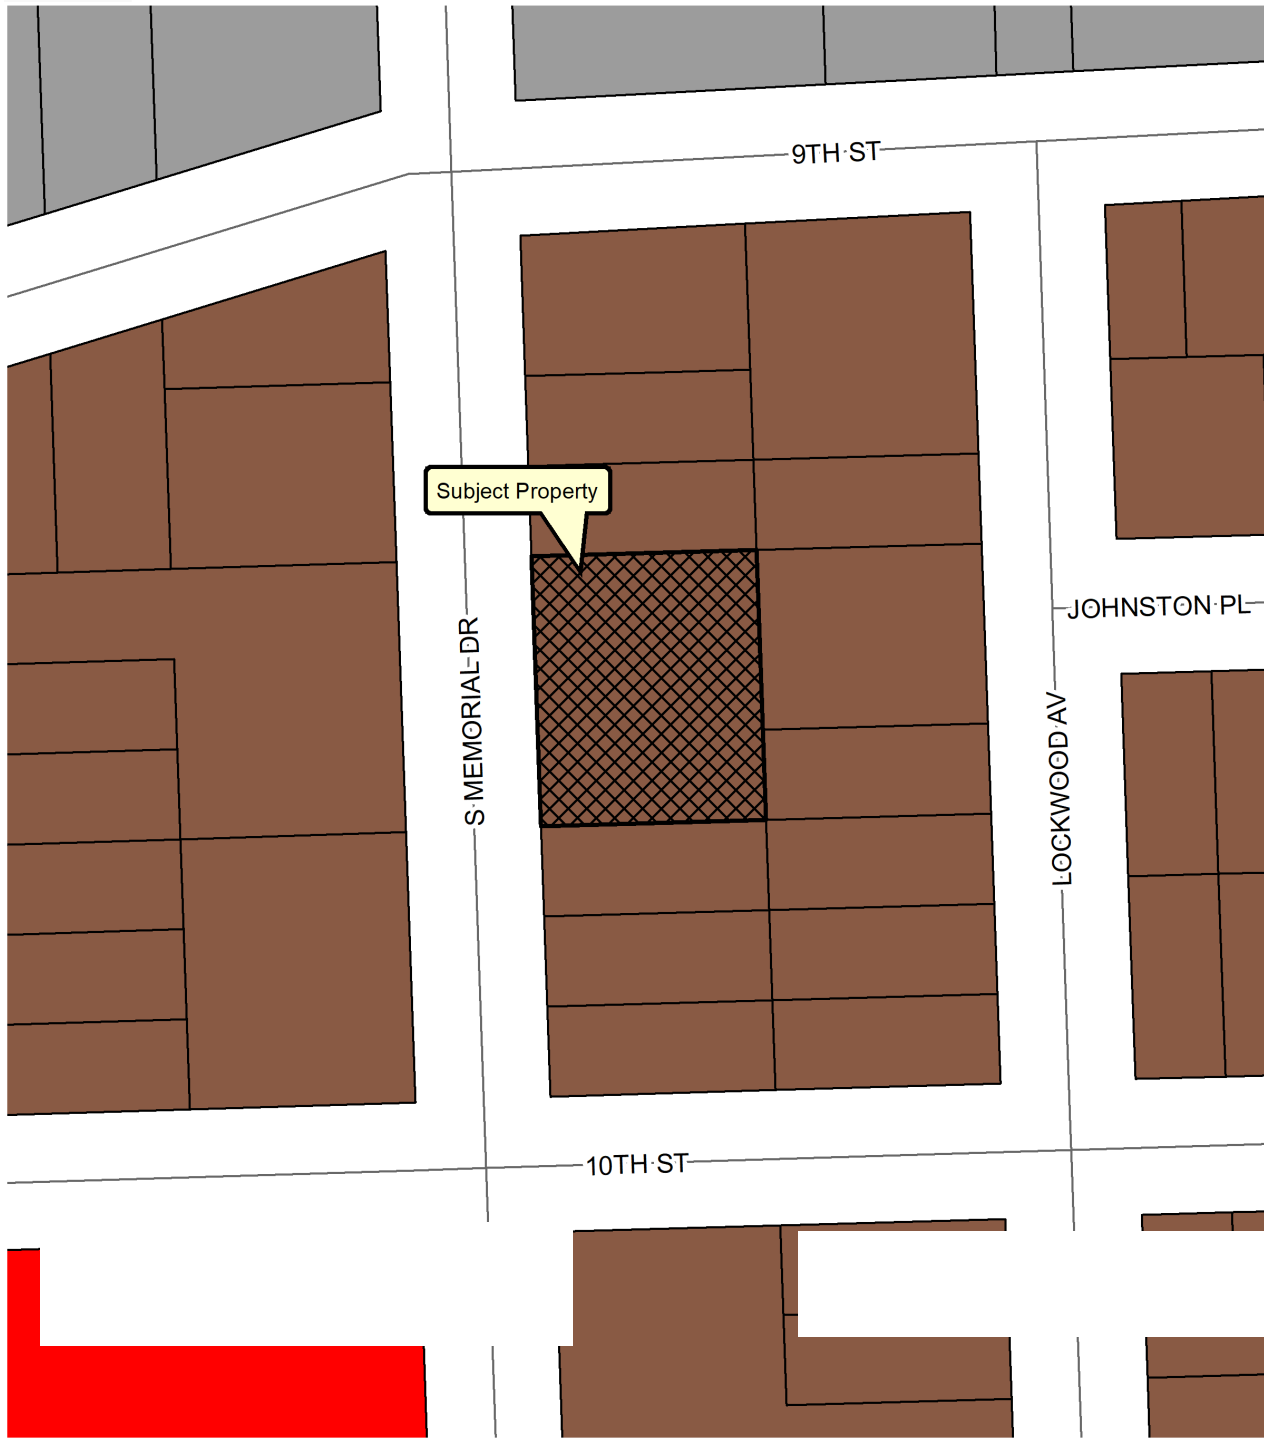 9TH ST
Subject Property
JOHNSTON PL
S MEMORIAL DR
LOCKWOOD AV
10TH ST